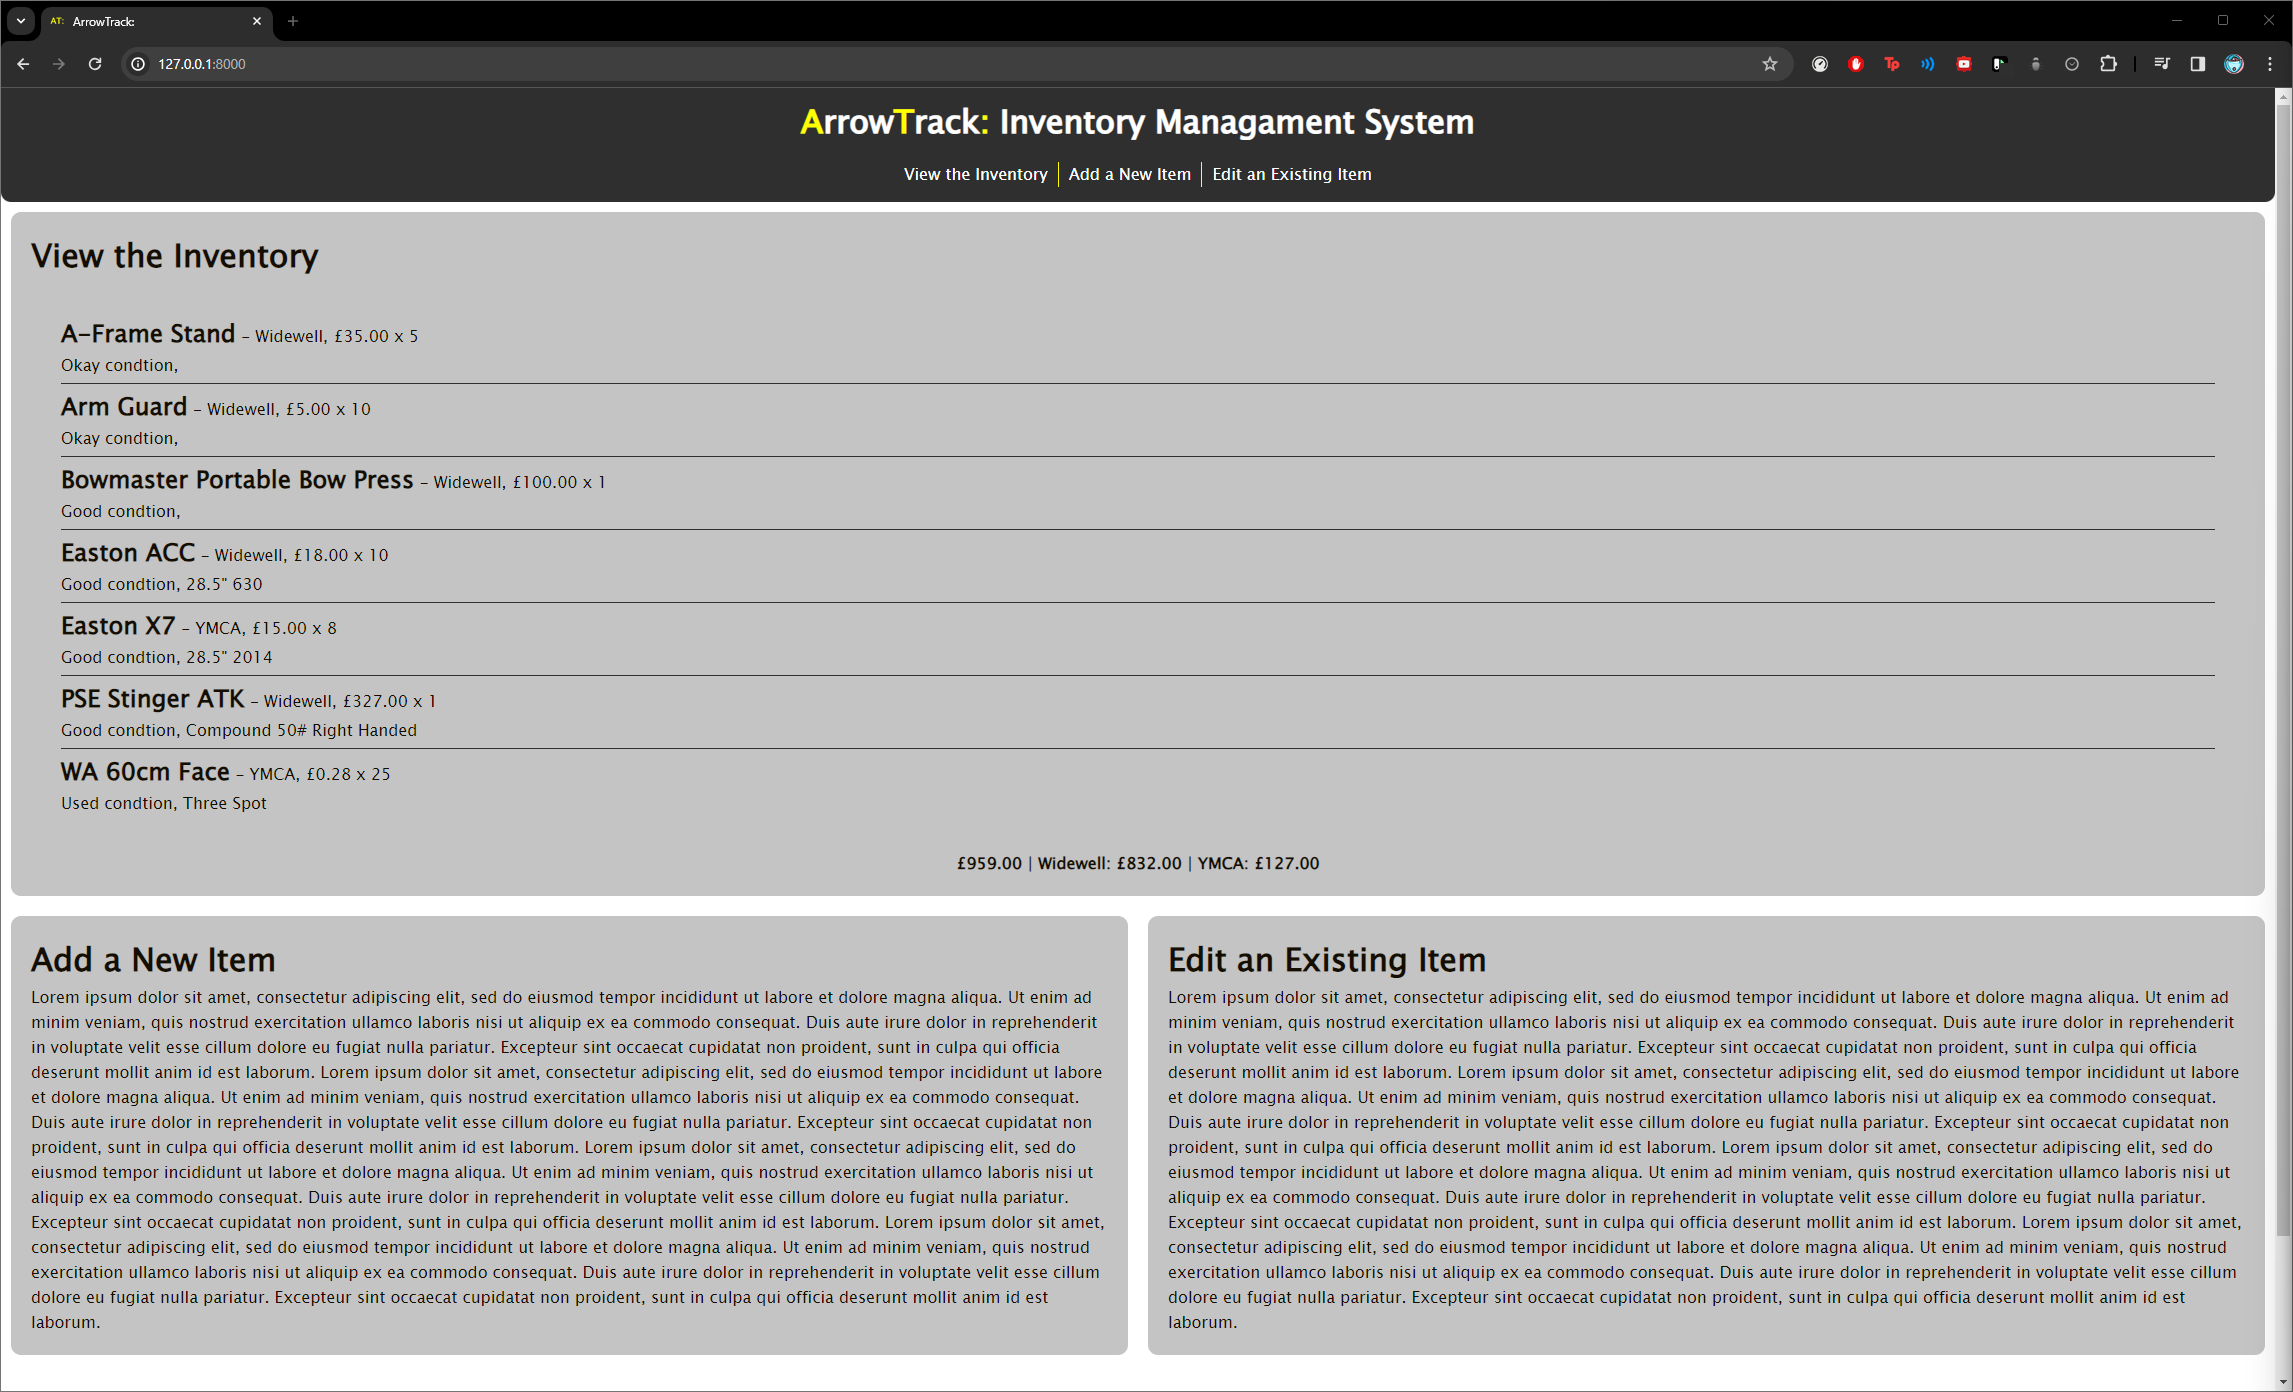 AT: ArrowTrack:
127.0.0.1:8000
ArrowTrack: Inventory Managament System
View the Inventory Add a New Item Edit an Existing Item
View the Inventory
A-Frame Stand - Widewell, £35.00 x 5
Okay condtion,
Arm Guard - Widewell, £5.00 x 10
Okay condtion,
Bowmaster Portable Bow Press - Widewell, £100.00 x 1
Good condtion,
Easton ACC - Widewell, £18.00 x 10
Good condtion, 28.5" 630
Easton X7 - YMCA, £15.00 x 8
Good condtion, 28.5" 2014
PSE Stinger ATK - Widewell, £327.00 x 1
Good condtion, Compound 50# Right Handed
WA 60cm Face - YMCA, £0.28 x 25
Used condtion, Three Spot
£959.00 | Widewell: £832.00 | YMCA: £127.00
Add a New Item
Lorem ipsum dolor sit amet, consectetur adipiscing elit, sed do eiusmod tempor incididunt ut labore et dolore magna aliqua. Ut enim ad
minim veniam, quis nostrud exercitation ullamco laboris nisi ut aliquip ex ea commodo consequat. Duis aute irure dolor in reprehenderit
in voluptate velit esse cillum dolore eu fugiat nulla pariatur. Excepteur sint occaecat cupidatat non proident, sunt in culpa qui officia
deserunt mollit anim id est laborum. Lorem ipsum dolor sit amet, consectetur adipiscing elit, sed do eiusmod tempor incididunt ut labore
et dolore magna aliqua. Ut enim ad minim veniam, quis nostrud exercitation ullamco laboris nisi ut aliquip ex ea commodo consequat.
Duis aute irure dolor in reprehenderit in voluptate velit esse cillum dolore eu fugiat nulla pariatur. Excepteur sint occaecat cupidatat non
proident, sunt in culpa qui officia deserunt mollit anim id est laborum. Lorem ipsum dolor sit amet, consectetur adipiscing elit, sed do
eiusmod tempor incididunt ut labore et dolore magna aliqua. Ut enim ad minim veniam, quis nostrud exercitation ullamco laboris nisi ut
aliquip ex ea commodo consequat. Duis aute irure dolor in reprehenderit in voluptate velit esse cillum dolore eu fugiat nulla pariatur.
Excepteur sint occaecat cupidatat non proident, sunt in culpa qui officia deserunt mollit anim id est laborum. Lorem ipsum dolor sit amet,
consectetur adipiscing elit, sed do eiusmod tempor incididunt ut labore et dolore magna aliqua. Ut enim ad minim veniam, quis nostrud
exercitation ullamco laboris nisi ut aliquip ex ea commodo consequat. Duis aute irure dolor in reprehenderit in voluptate velit esse cillum
dolore eu fugiat nulla pariatur. Excepteur sint occaecat cupidatat non proident, sunt in culpa qui officia deserunt mollit anim id est
laborum.
Edit an Existing Item
Lorem ipsum dolor sit amet, consectetur adipiscing elit, sed do eiusmod tempor incididunt ut labore et dolore magna aliqua. Ut enim ad
minim veniam, quis nostrud exercitation ullamco laboris nisi ut aliquip ex ea commodo consequat. Duis aute irure dolor in reprehenderit
in voluptate velit esse cillum dolore eu fugiat nulla pariatur. Excepteur sint occaecat cupidatat non proident, sunt in culpa qui officia
deserunt mollit anim id est laborum. Lorem ipsum dolor sit amet, consectetur adipiscing elit, sed do eiusmod tempor incididunt ut labore
et dolore magna aliqua. Ut enim ad minim veniam, quis nostrud exercitation ullamco laboris nisi ut aliquip ex ea commodo consequat.
Duis aute irure dolor in reprehenderit in voluptate velit esse cillum dolore eu fugiat nulla pariatur. Excepteur sint occaecat cupidatat non
proident, sunt in culpa qui officia deserunt mollit anim id est laborum. Lorem ipsum dolor sit amet, consectetur adipiscing elit, sed do
eiusmod tempor incididunt ut labore et dolore magna aliqua. Ut enim ad minim veniam, quis nostrud exercitation ullamco laboris nisi ut
aliquip ex ea commodo consequat. Duis aute irure dolor in reprehenderit in voluptate velit esse cillum dolore eu fugiat nulla pariatur.
Excepteur sint occaecat cupidatat non proident, sunt in culpa qui officia deserunt mollit anim id est laborum. Lorem ipsum dolor sit amet,
consectetur adipiscing elit, sed do eiusmod tempor incididunt ut labore et dolore magna aliqua. Ut enim ad minim veniam, quis nostrud
exercitation ullamco laboris nisi ut aliquip ex ea commodo consequat. Duis aute irure dolor in reprehenderit in voluptate velit esse cillum
dolore eu fugiat nulla pariatur. Excepteur sint occaecat cupidatat non proident, sunt in culpa qui officia deserunt mollit anim id est
laborum.